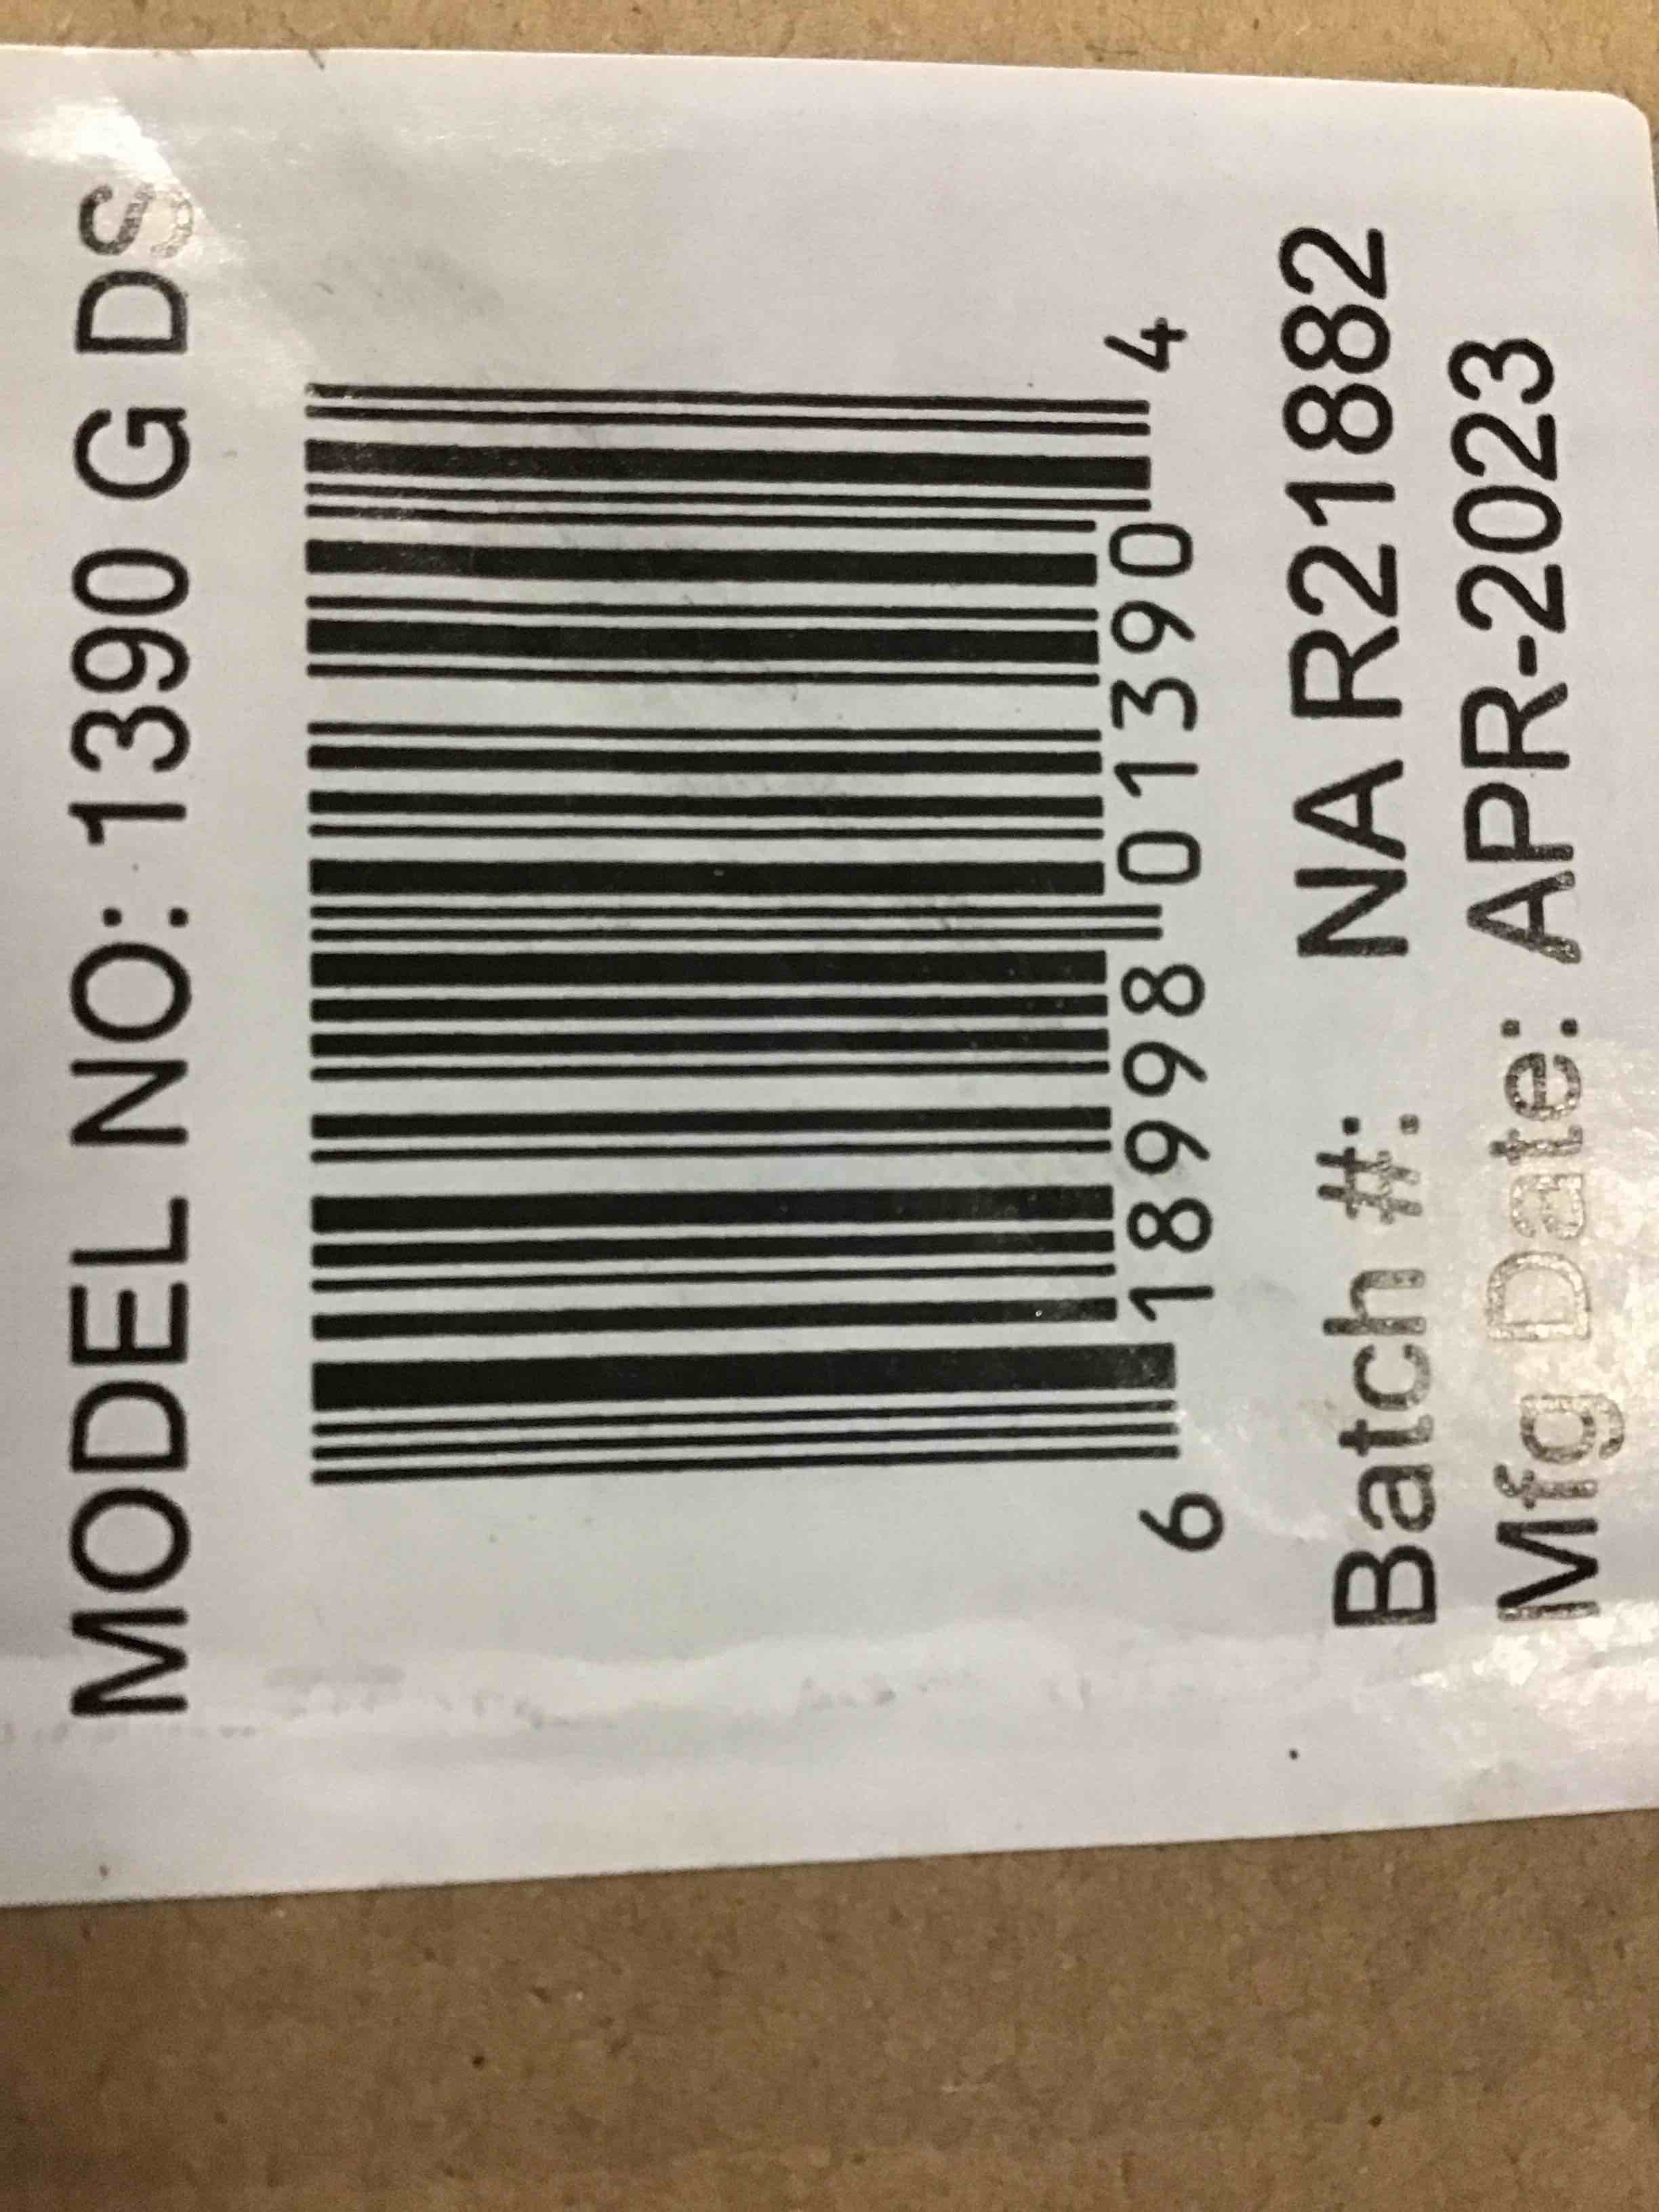 MODEL NO: 1390 G DS
6 18998 01390 4
Batch #: NA R21882
Mfg Date: APR-2023